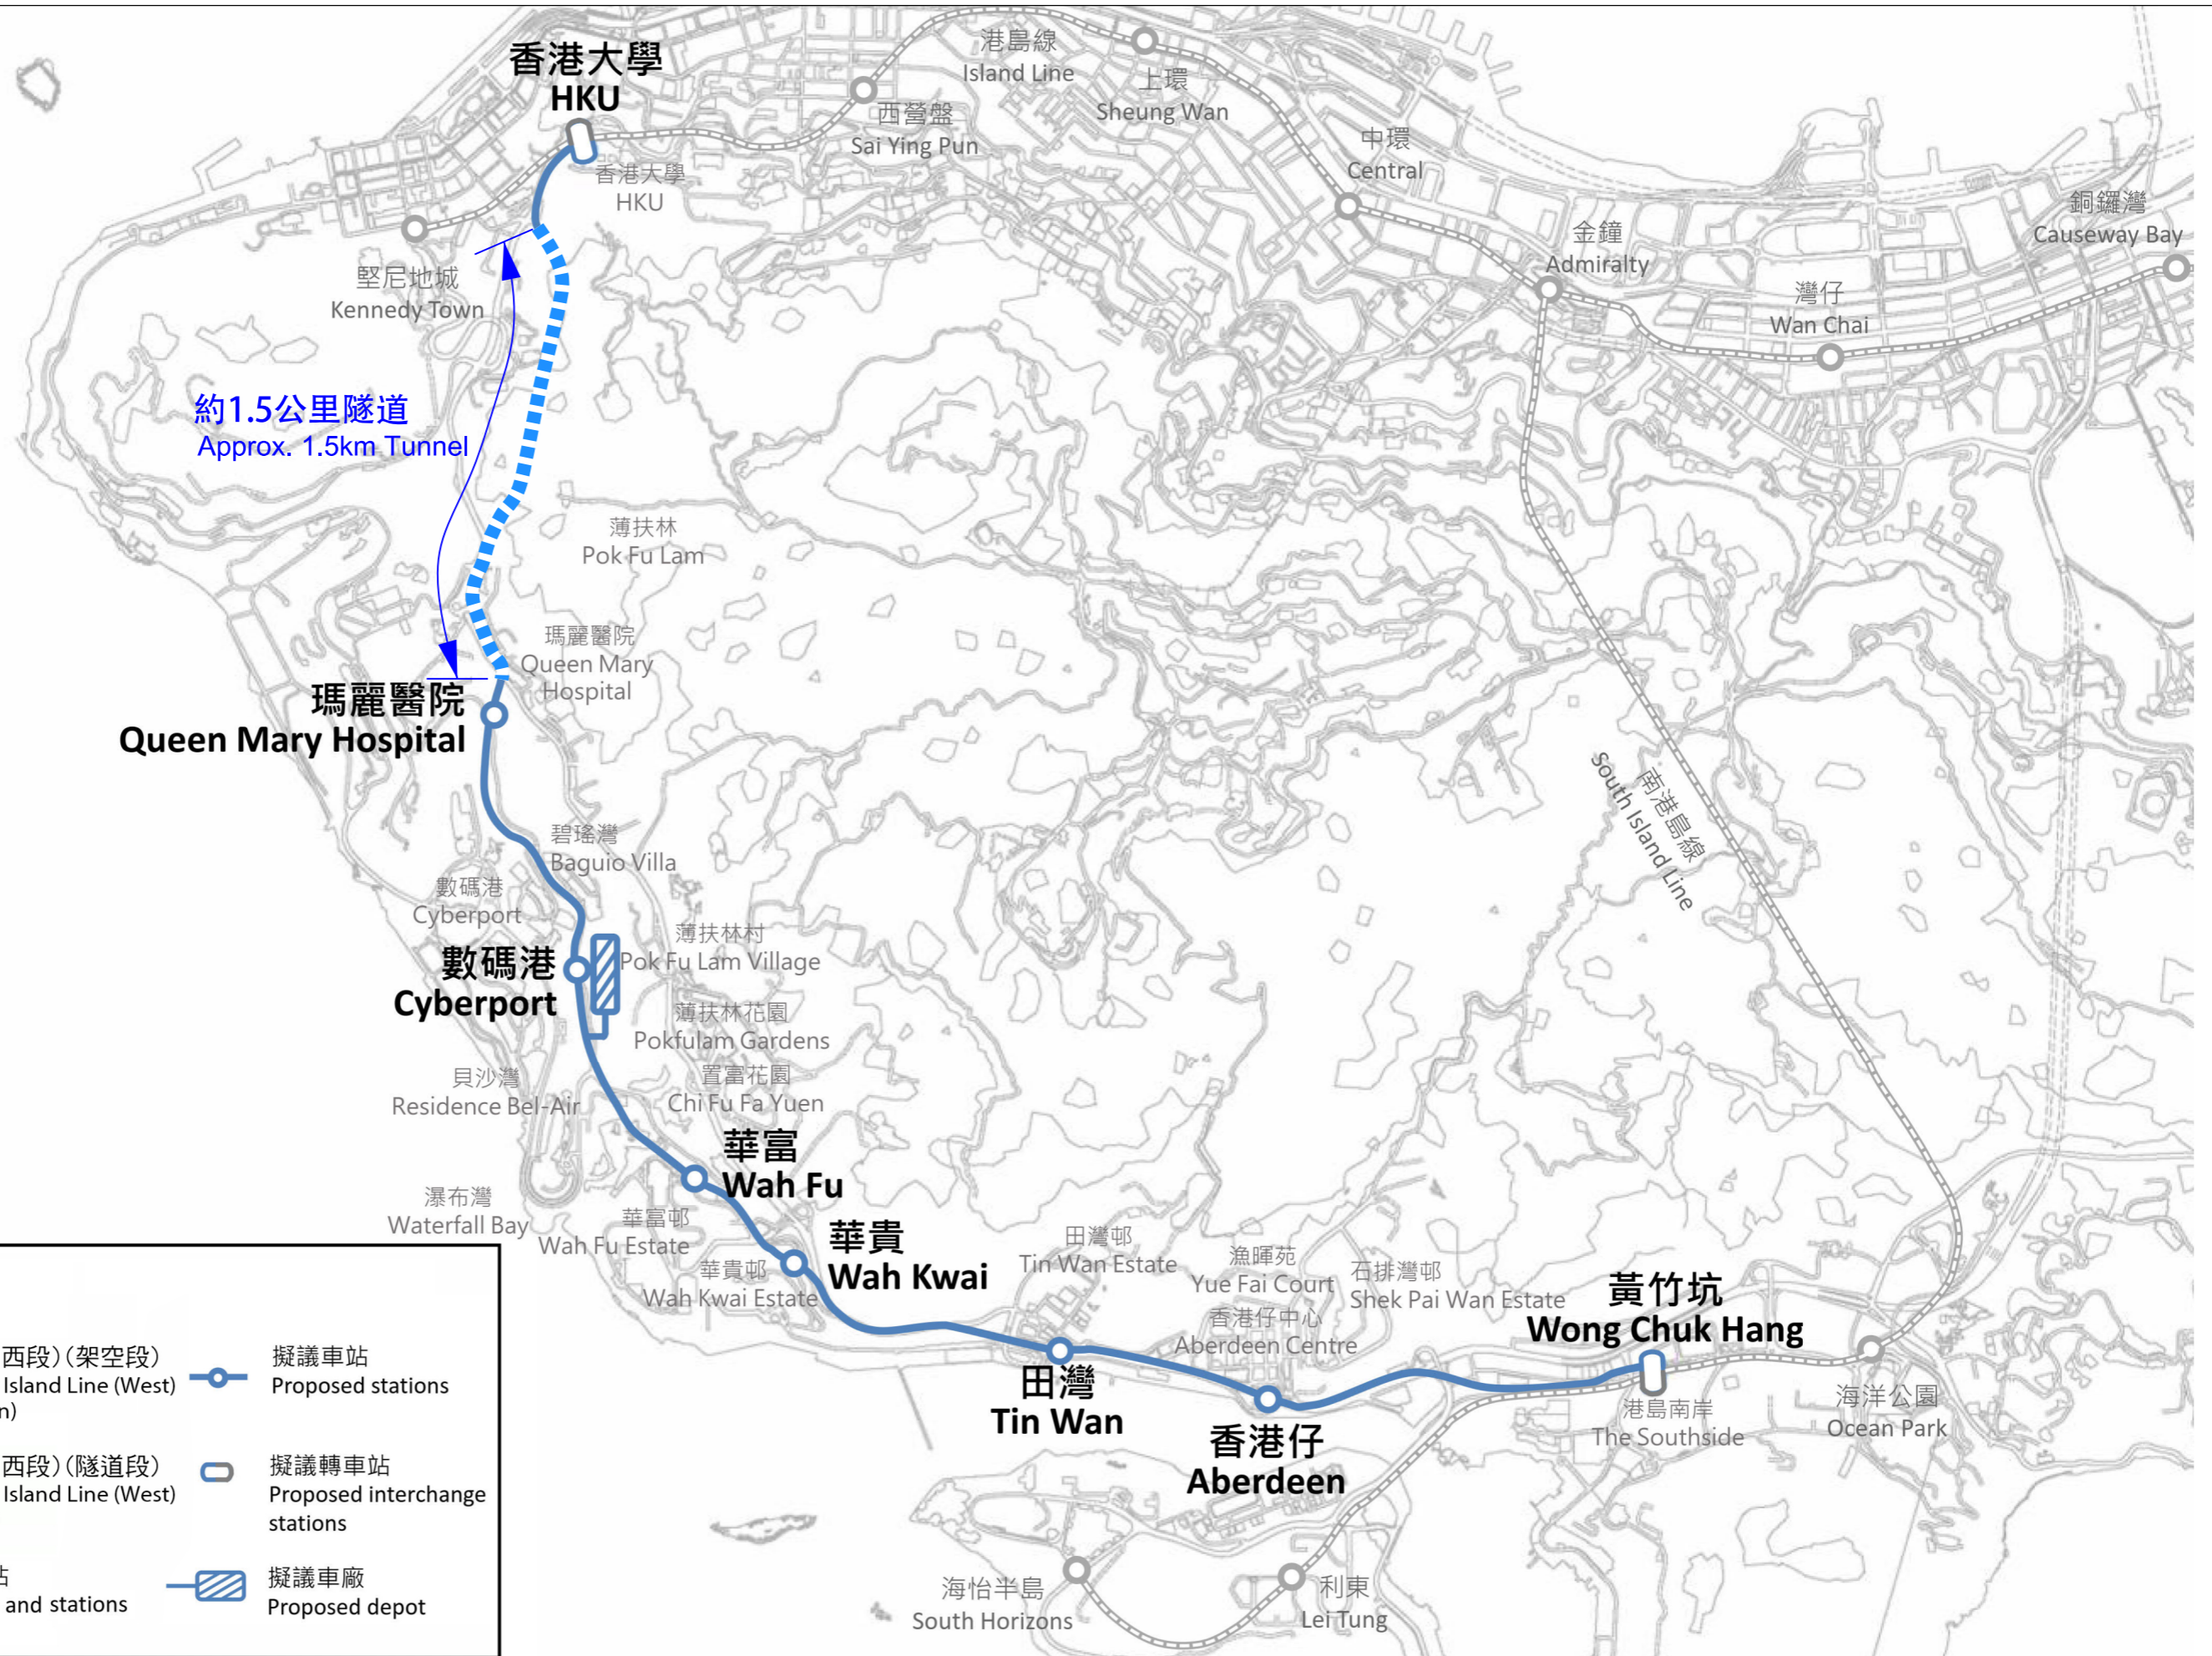 香港大學
HKU
港島線
Island Line
上環
Sheung Wan
西營盤
Sai Ying Pun
中環
Central
香港大學
HKU
銅鑼灣
Causeway Bay
金鐘
Admiralty
堅尼地城
Kennedy Town
灣仔
Wan Chai
約1.5公里隧道
Approx. 1.5km Tunnel
薄扶林
Pok Fu Lam
瑪麗醫院
Queen Mary
Hospital
瑪麗醫院
Queen Mary Hospital
南港島線
South Island Line
碧瑤灣
Baguio Villa
數碼港
Cyberport
薄扶林村
Pok Fu Lam Village
數碼港
Cyberport
薄扶林花園
Pokfulam Gardens
貝沙灣
Residence Bel-Air
置富花園
Chi Fu Fa Yuen
華富
Wah Fu
瀑布灣
Waterfall Bay
華富邨
Wah Fu Estate
華貴
Wah Kwai
華貴邨
Wah Kwai Estate
田灣邨
Tin Wan Estate
漁暉苑
Yue Fai Court
石排灣邨
Shek Pai Wan Estate
香港仔中心
Aberdeen Centre
黃竹坑
Wong Chuk Hang
田灣
Tin Wan
香港仔
Aberdeen
港島南岸
The Southside
海洋公園
Ocean Park
海怡半島
South Horizons
利東
Lei Tung
西段)(架空段)
Island Line (West)
n)
擬議車站
Proposed stations
西段)(隧道段)
Island Line (West)
擬議轉車站
Proposed interchange
stations
站
and stations
擬議車廠
Proposed depot